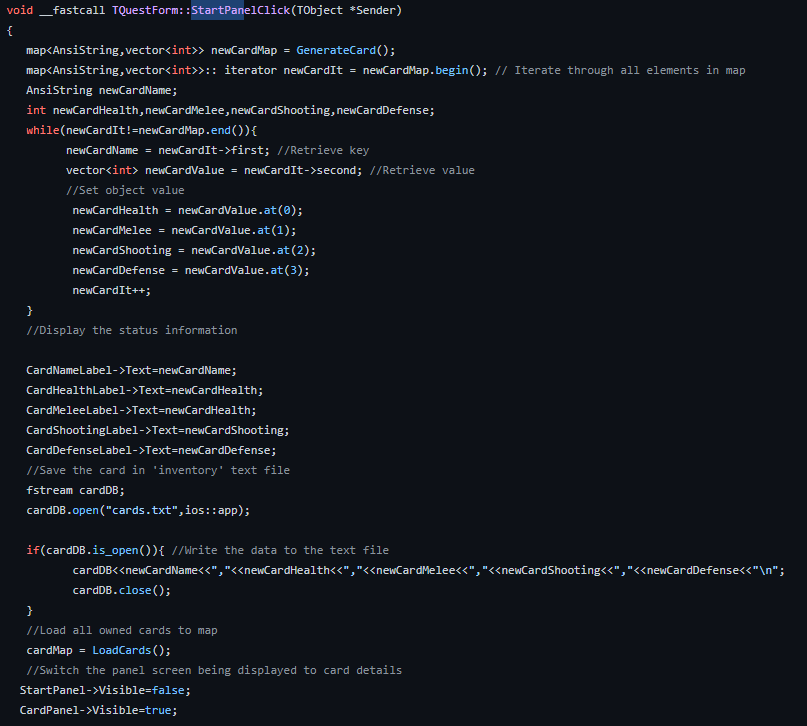 void __fastcall TQuestForm::StartPanelClick(TObject *Sender)
{
map<AnsiString,vector<int>> newCardMap = GenerateCard();
map<AnsiString,vector<int>>:: iterator newCardIt = newCardMap.begin(); // Iterate through all elements in map
AnsiString newCardName;
int newCardHealth,newCardMelee,newCardShooting,newCardDefense;
while(newCardIt!=newCardMap.end()){
newCardName = newCardIt->first; //Retrieve key
vector<int> newCardValue = newCardIt->second; //Retrieve value
//Set object value
newCardHealth = newCardValue.at(0);
newCardMelee = newCardValue.at(1);
newCardShooting = newCardValue.at(2);
newCardDefense = newCardValue.at(3);
newCardIt++;
}
//Display the status information
CardNameLabel->Text=newCardName;
CardHealthLabel->Text=newCardHealth;
CardMeleeLabel->Text=newCardHealth;
CardShootingLabel->Text=newCardShooting;
CardDefenseLabel->Text=newCardDefense;
//Save the card in 'inventory' text file
fstream cardDB;
cardDB.open("cards.txt",ios::app);
if(cardDB.is_open()){ //Write the data to the text file
cardDB<<newCardName<<","<<newCardHealth<<","<<newCardMelee<<","<<newCardShooting<<","<<newCardDefense<<"\n";
cardDB.close();
}
//Load all owned cards to map
cardMap = LoadCards();
//Switch the panel screen being displayed to card details
StartPanel->Visible=false;
CardPanel->Visible=true;